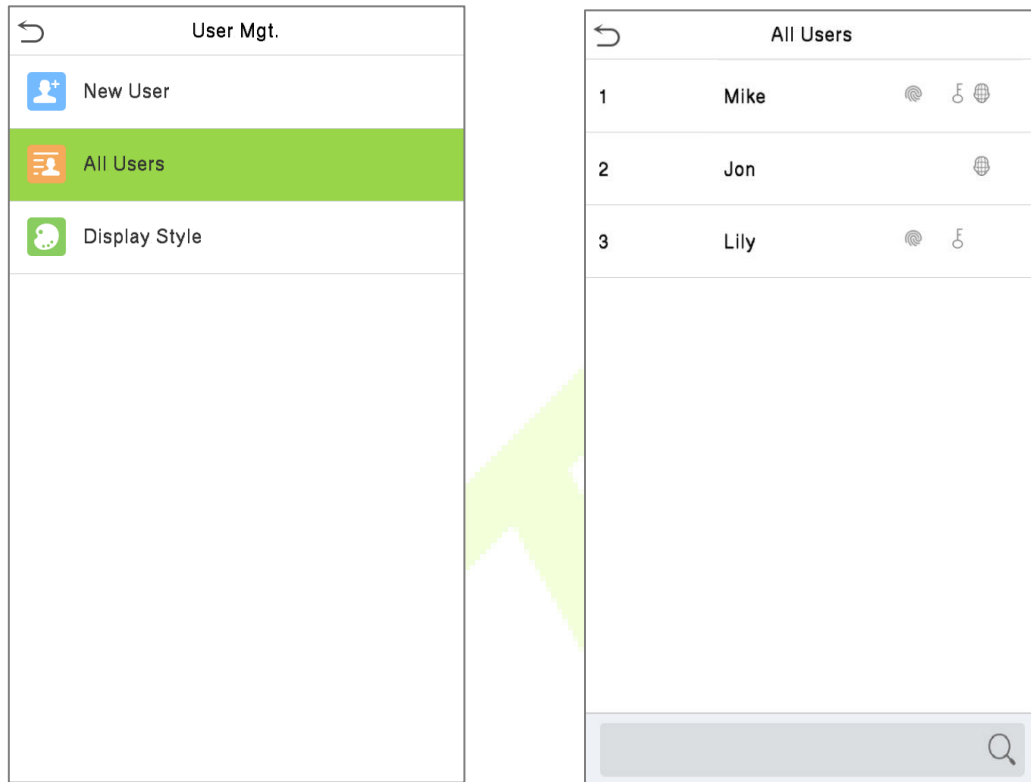 User Mgt.
New User
All Users
Display Style
All Users
1 Mike
2 Jon
3 Lily